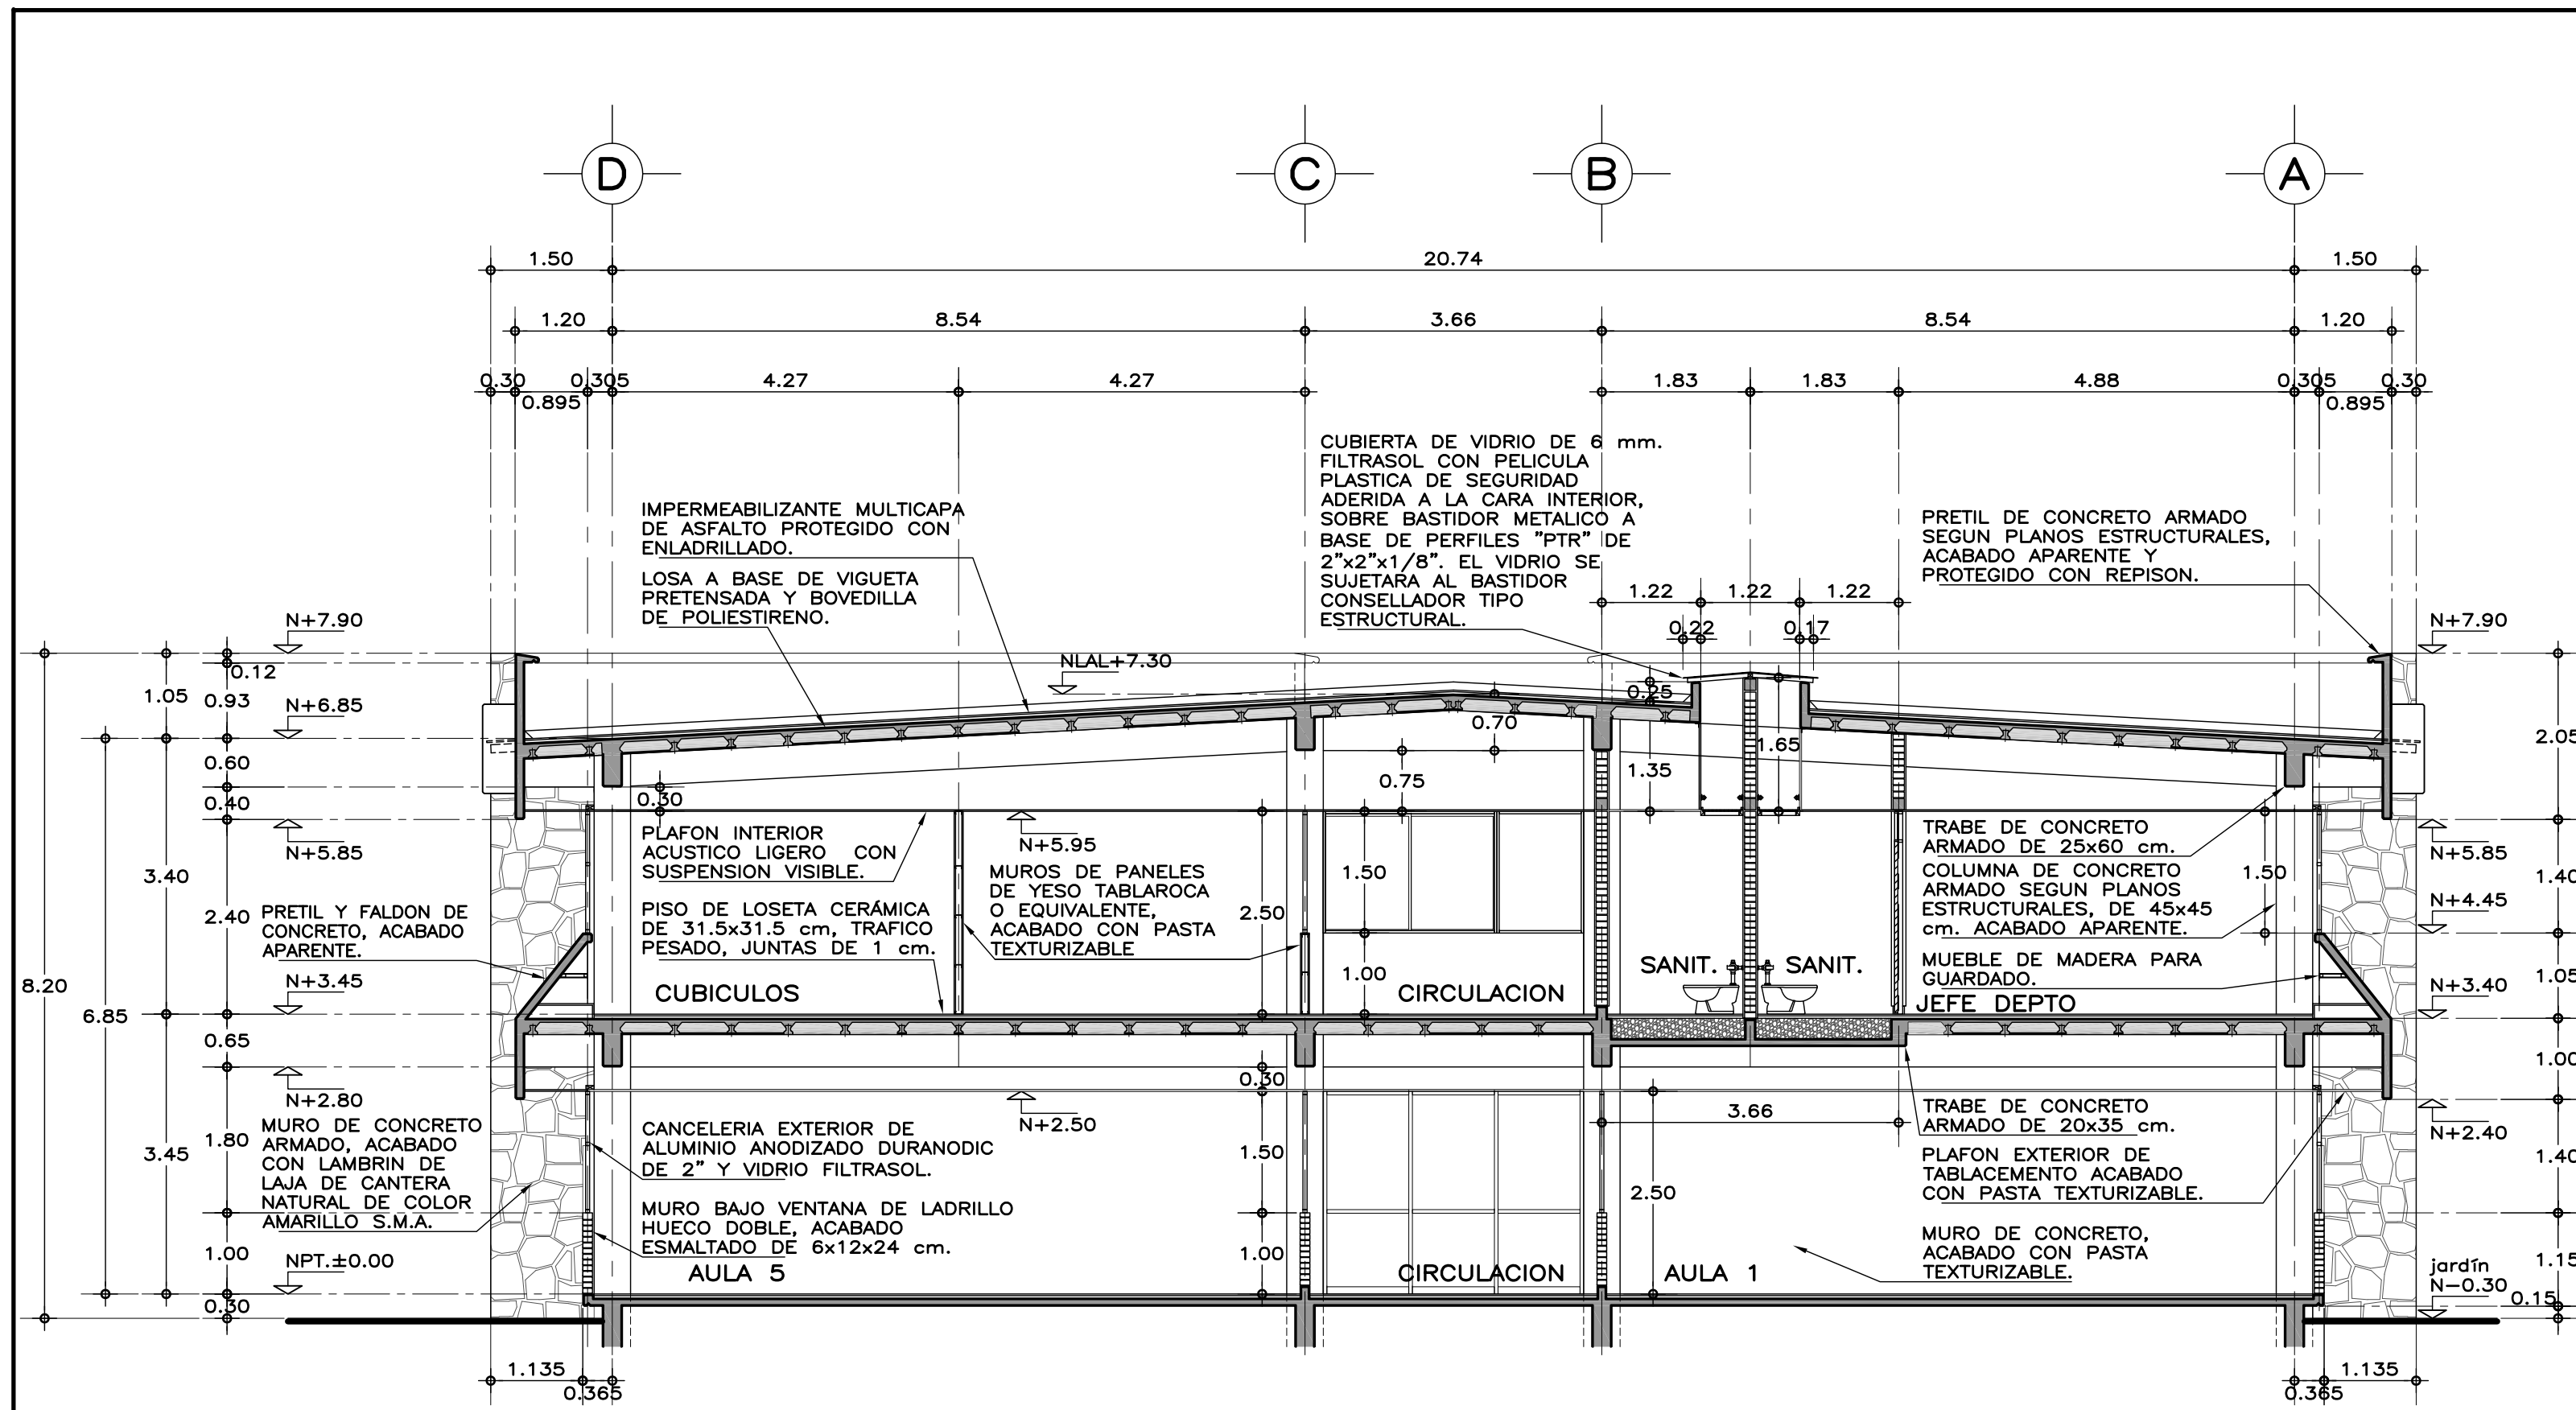 D
C
B
A
1.50
20.74
1.50
1.20
8.54
3.66
8.54
1.20
0.30
0.305
4.27
4.27
1.83
1.83
4.88
0.305
0.30
0.895
0.895
CUBIERTA DE VIDRIO DE 6 mm.
FILTRASOL CON PELICULA
PLASTICA DE SEGURIDAD
ADERIDA A LA CARA INTERIOR,
SOBRE BASTIDOR METALICO A
BASE DE PERFILES "PTR" DE
2"x2"x1/8". EL VIDRIO SE
SUJETARA AL BASTIDOR
CONSELLADOR TIPO
ESTRUCTURAL.
IMPERMEABILIZANTE MULTICAPA
DE ASFALTO PROTEGIDO CON
ENLADRILLADO.
LOSA A BASE DE VIGUETA
PRETENSADA Y BOVEDILLA
DE POLIESTIRENO.
PRETIL DE CONCRETO ARMADO
SEGUN PLANOS ESTRUCTURALES,
ACABADO APARENTE Y
PROTEGIDO CON REPISON.
1.22
1.22
1.22
0.22
0.17
N+7.90
N+7.90
NLAL+7.30
0.12
1.05
0.93
0.25
N+6.85
0.70
1.65
2.05
0.60
1.35
0.75
0.40
0.30
PLAFON INTERIOR
ACUSTICO LIGERO CON
SUSPENSION VISIBLE.
N+5.85
N+5.95
TRABE DE CONCRETO
ARMADO DE 25x60 cm.
N+5.85
MUROS DE PANELES
DE YESO TABLAROCA
O EQUIVALENTE,
ACABADO CON PASTA
TEXTURIZABLE
1.50
COLUMNA DE CONCRETO
ARMADO SEGUN PLANOS
ESTRUCTURALES, DE 45x45
cm. ACABADO APARENTE.
1.50
1.40
3.40
2.40
PRETIL Y FALDON DE
CONCRETO, ACABADO
APARENTE.
PISO DE LOSETA CERÁMICA
DE 31.5x31.5 cm, TRAFICO
PESADO, JUNTAS DE 1 cm.
2.50
N+4.45
MUEBLE DE MADERA PARA
GUARDADO.
SANIT.
SANIT.
8.20
N+3.45
CUBICULOS
1.00
CIRCULACION
JEFE DEPTO
1.05
N+3.40
6.85
0.65
1.00
0.30
N+2.80
N+2.50
3.66
TRABE DE CONCRETO
ARMADO DE 20x35 cm.
N+2.40
MURO DE CONCRETO
ARMADO, ACABADO
CON LAMBRIN DE
LAJA DE CANTERA
NATURAL DE COLOR
AMARILLO S.M.A.
1.80
3.45
CANCELERIA EXTERIOR DE
ALUMINIO ANODIZADO DURANODIC
DE 2" Y VIDRIO FILTRASOL.
1.50
2.50
PLAFON EXTERIOR DE
TABLACEMENTO ACABADO
CON PASTA TEXTURIZABLE.
1.40
MURO BAJO VENTANA DE LADRILLO
HUECO DOBLE, ACABADO
ESMALTADO DE 6x12x24 cm.
1.00
NPT.±0.00
1.00
MURO DE CONCRETO,
ACABADO CON PASTA
TEXTURIZABLE.
1.15
AULA 5
CIRCULACION
AULA 1
jardín
N-0.30
0.15
0.30
1.135
0.365
0.365
1.135